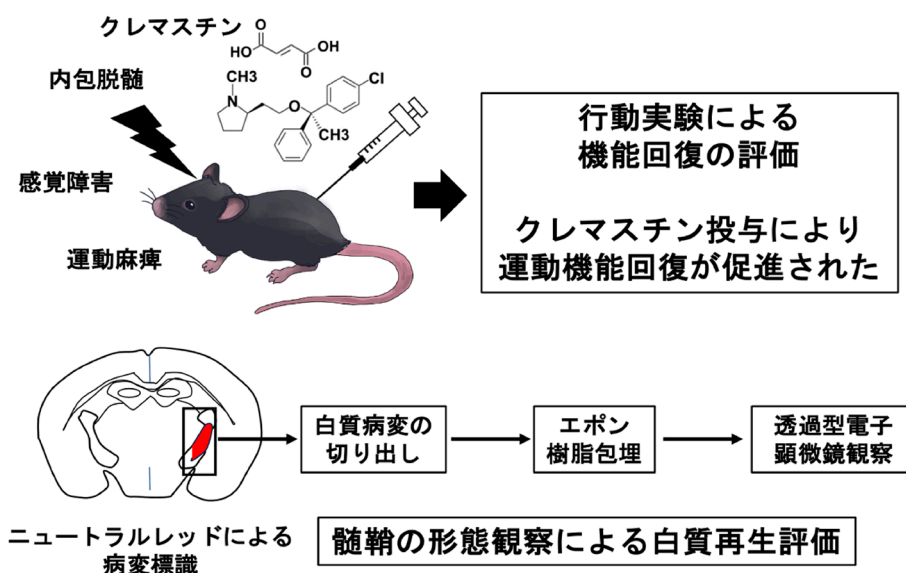 クレマスチン
内包脱髄
感覚障害
運動麻痺
HO
O
O
OH
CH3
N
O
Cl
CH3
行動実験による
機能回復の評価
クレマスチン投与により
運動機能回復が促進された
白質病変の
切り出し
エポン
樹脂包埋
透過型電子
顕微鏡観察
ニュートラルレッドによる
病変標識
髄鞘の形態観察による白質再生評価